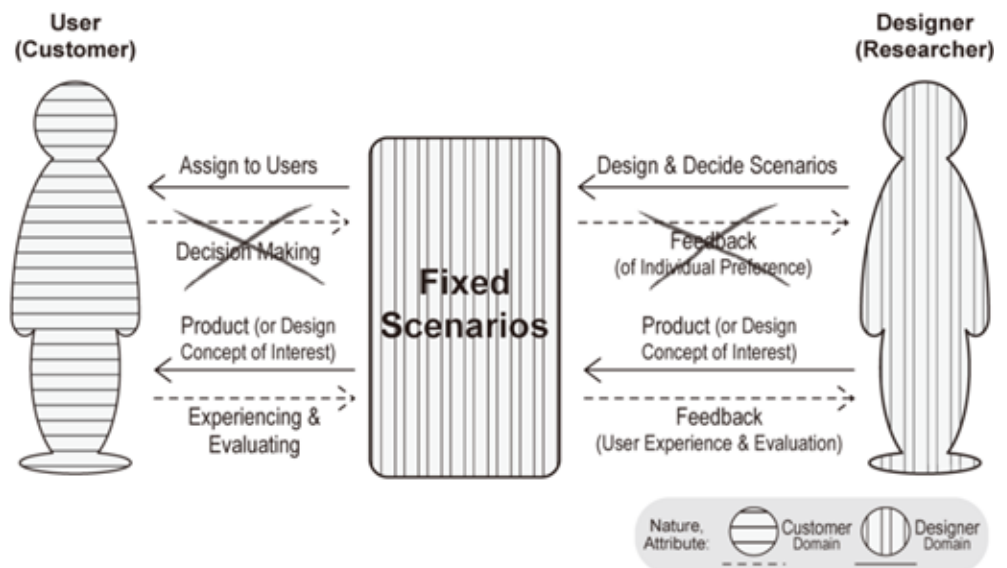 User
(Customer)
Designer
(Researcher)
Assign to Users
Decision Making
Product (or Design
Concept of Interest)
Experiencing &
Evaluating
Fixed
Scenarios
Design & Decide Scenarios
Feedback
(of Individual Preference)
Product (or Design
Concept of Interest)
Feedback
(User Experience & Evaluation)
Nature,
Attribute:
Customer
Domain
Designer
Domain